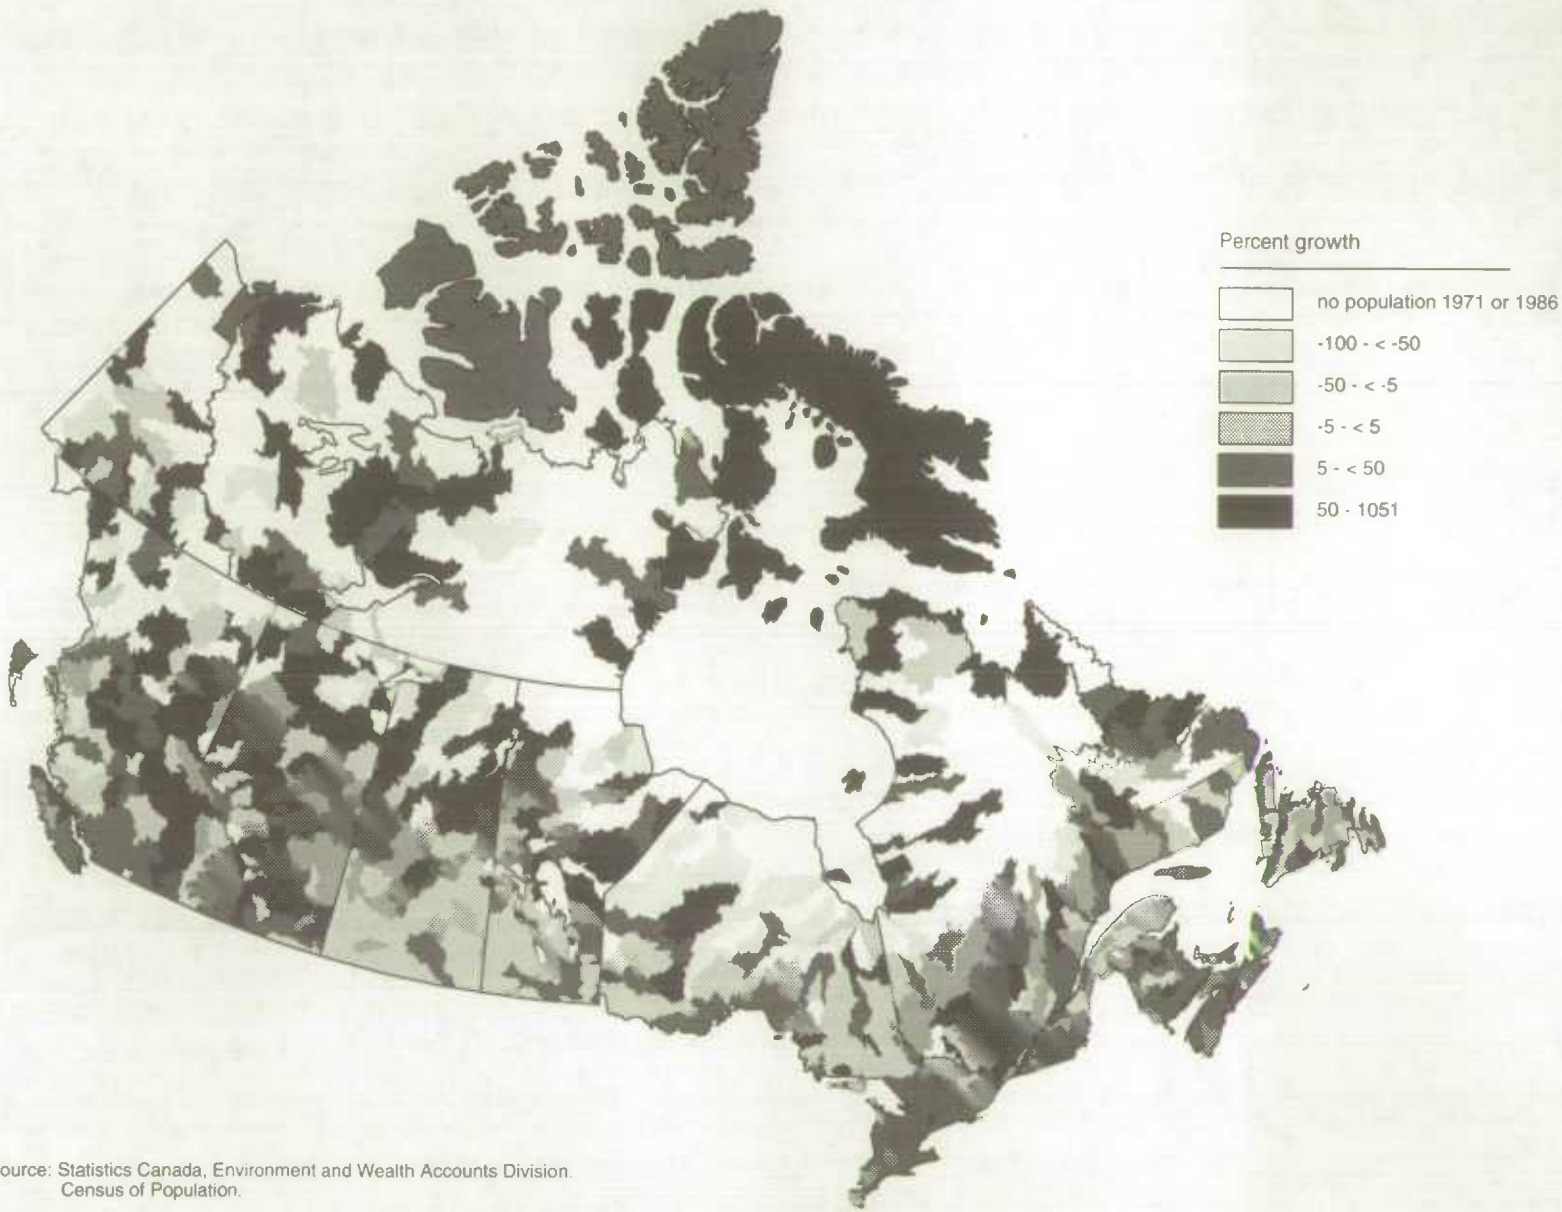 Percent growth
no population 1971 or 1986
-100 - < -50
-50 - < -5
-5 - < 5
5 - < 50
50 - 1051
ource: Statistics Canada, Environment and Wealth Accounts Division.
Census of Population.